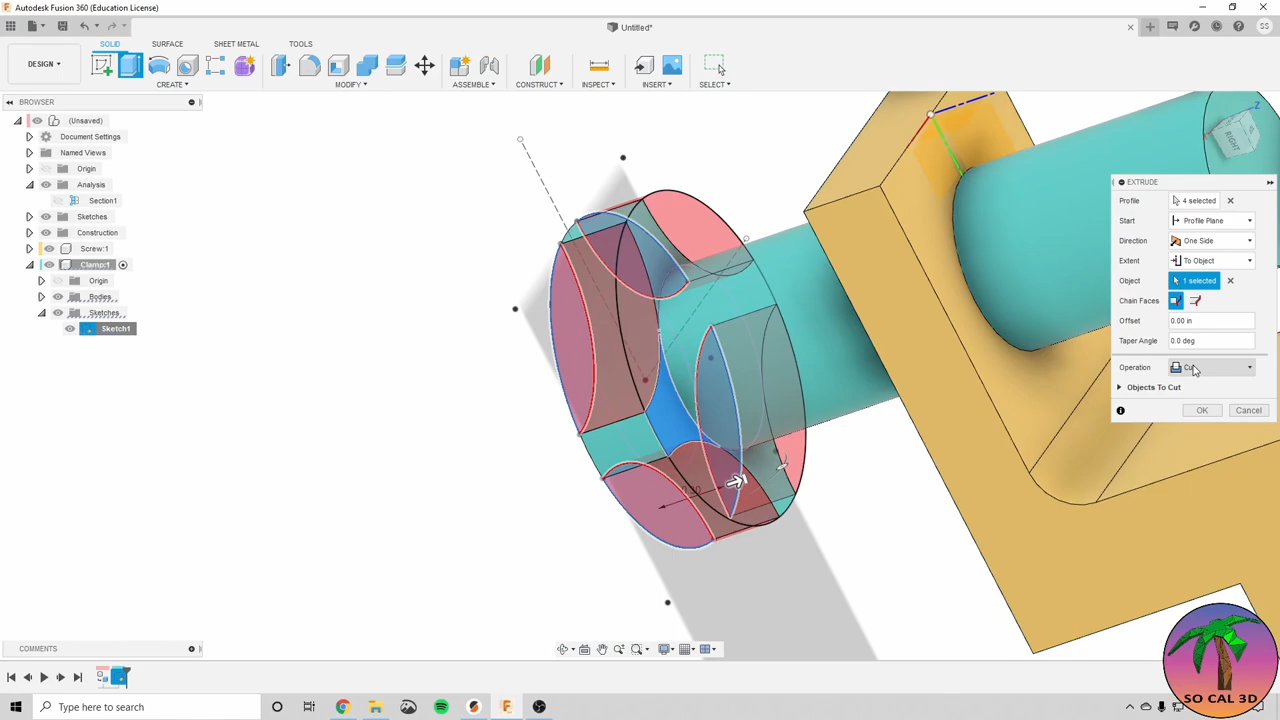 Autodesk Fusion 360 (Education License)
Untitled*
SS
DESIGN
SOLID
SURFACE
SHEET METAL
TOOLS
CREATE
MODIFY
ASSEMBLE
CONSTRUCT
INSPECT
INSERT
SELECT
BROWSER
(Unsaved)
Document Settings
Named Views
Origin
Analysis
Section1
Sketches
Construction
Screw:1
Clamp:1
Origin
Bodies
Sketches
Sketch1
Z
RIGHT
EXTRUDE
Profile 4 selected
Start Profile Plane
Direction One Side
Extent To Object
Object 1 selected
Chain Faces
Offset 0.00 in
Taper Angle 0.0 deg
Operation
Objects To Cut
OK Cancel
COMMENTS
Type here to search
SO CAL 3D